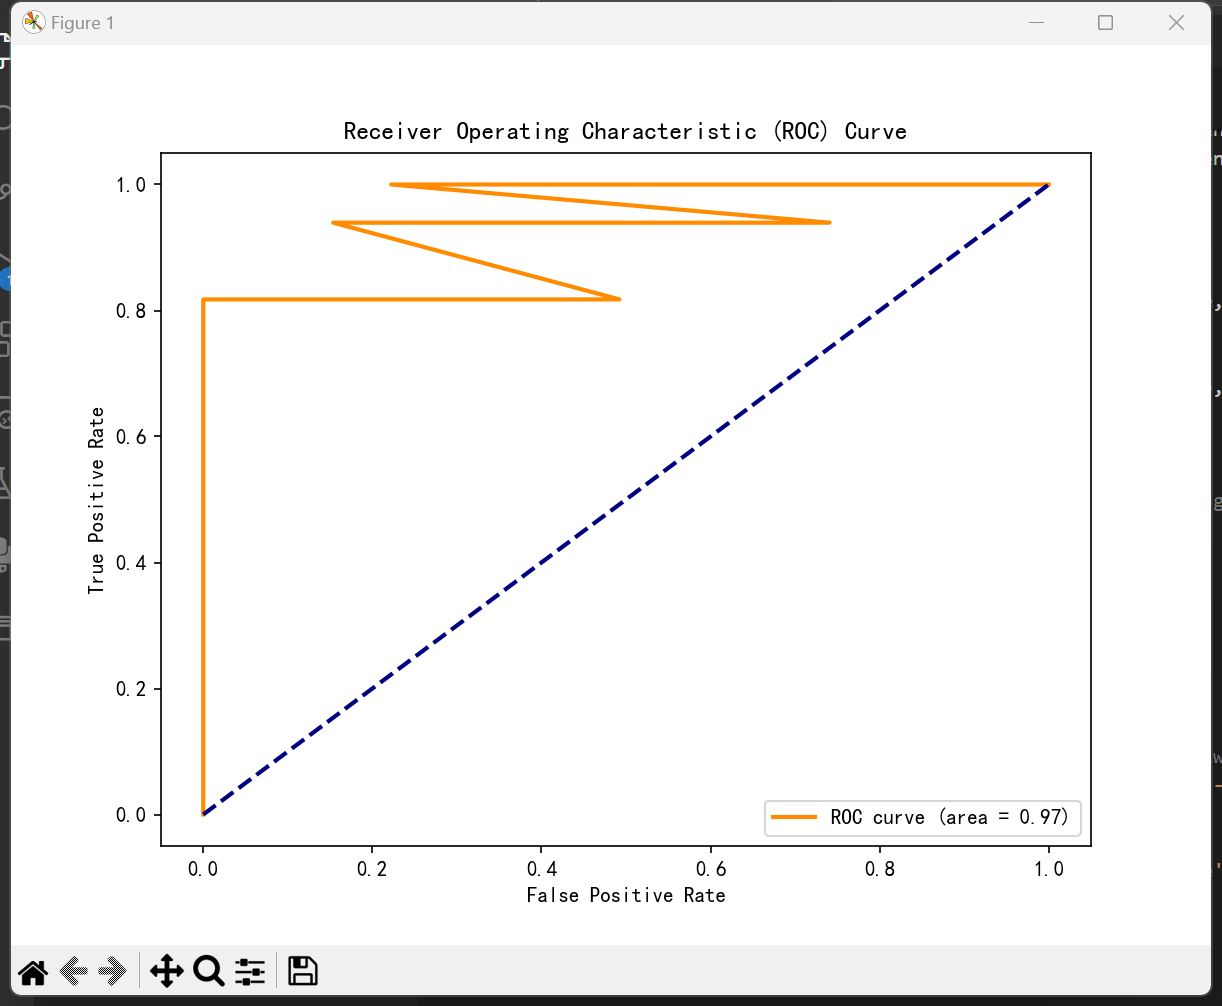 Figure 1
Receiver Operating Characteristic (ROC) Curve
1.0
0.8
0.6
0.4
0.2
0.0
True Positive Rate
ROC curve (area = 0.97)
0.0 0.2 0.4 0.6 0.8 1.0
False Positive Rate